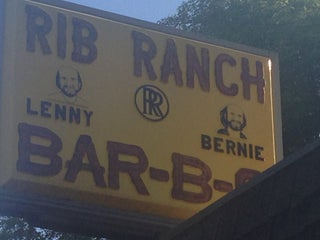 RIB RANCH
RR
LENNY
BERNIE
BAR-B-